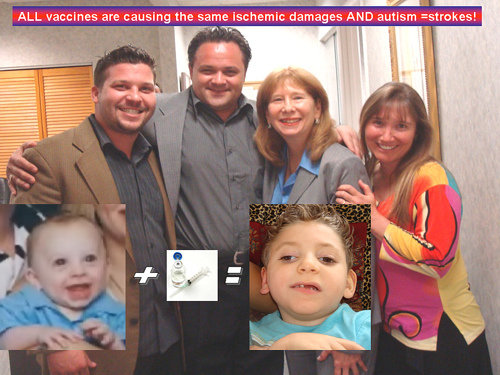 ALL vaccines are causing the same Ischemic damages AND autism =strokes!
+ =